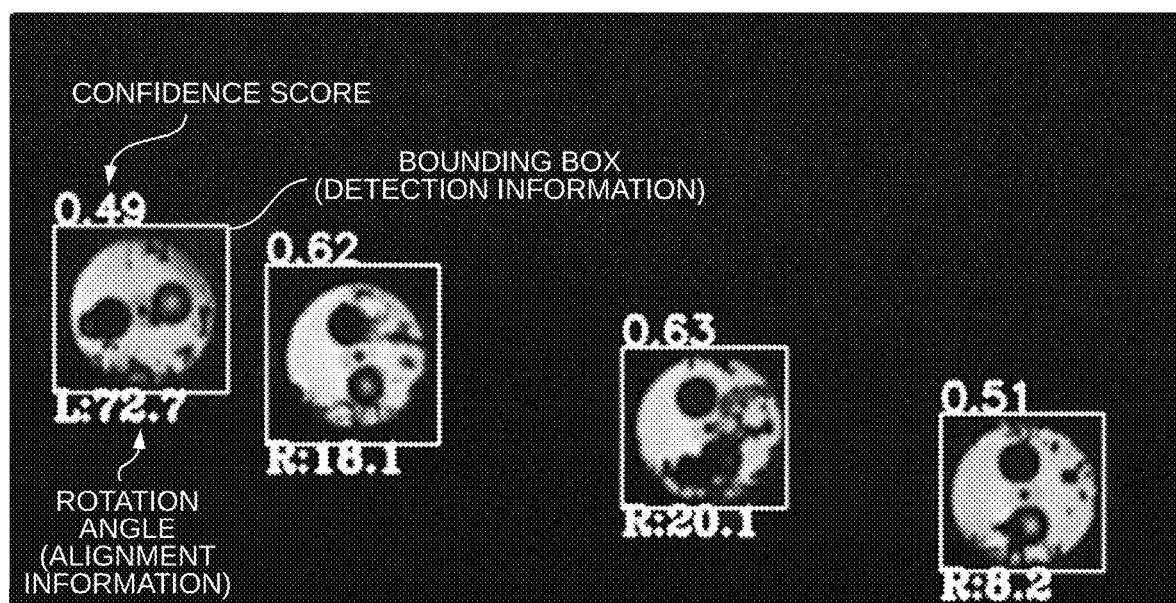 CONFIDENCE SCORE
BOUNDING BOX
(DETECTION INFORMATION)
0.49
0.62
0.63
0.51
L:72.7
R:18.1
R:20.1
R:8.2
ROTATION
ANGLE
(ALIGNMENT
INFORMATION)